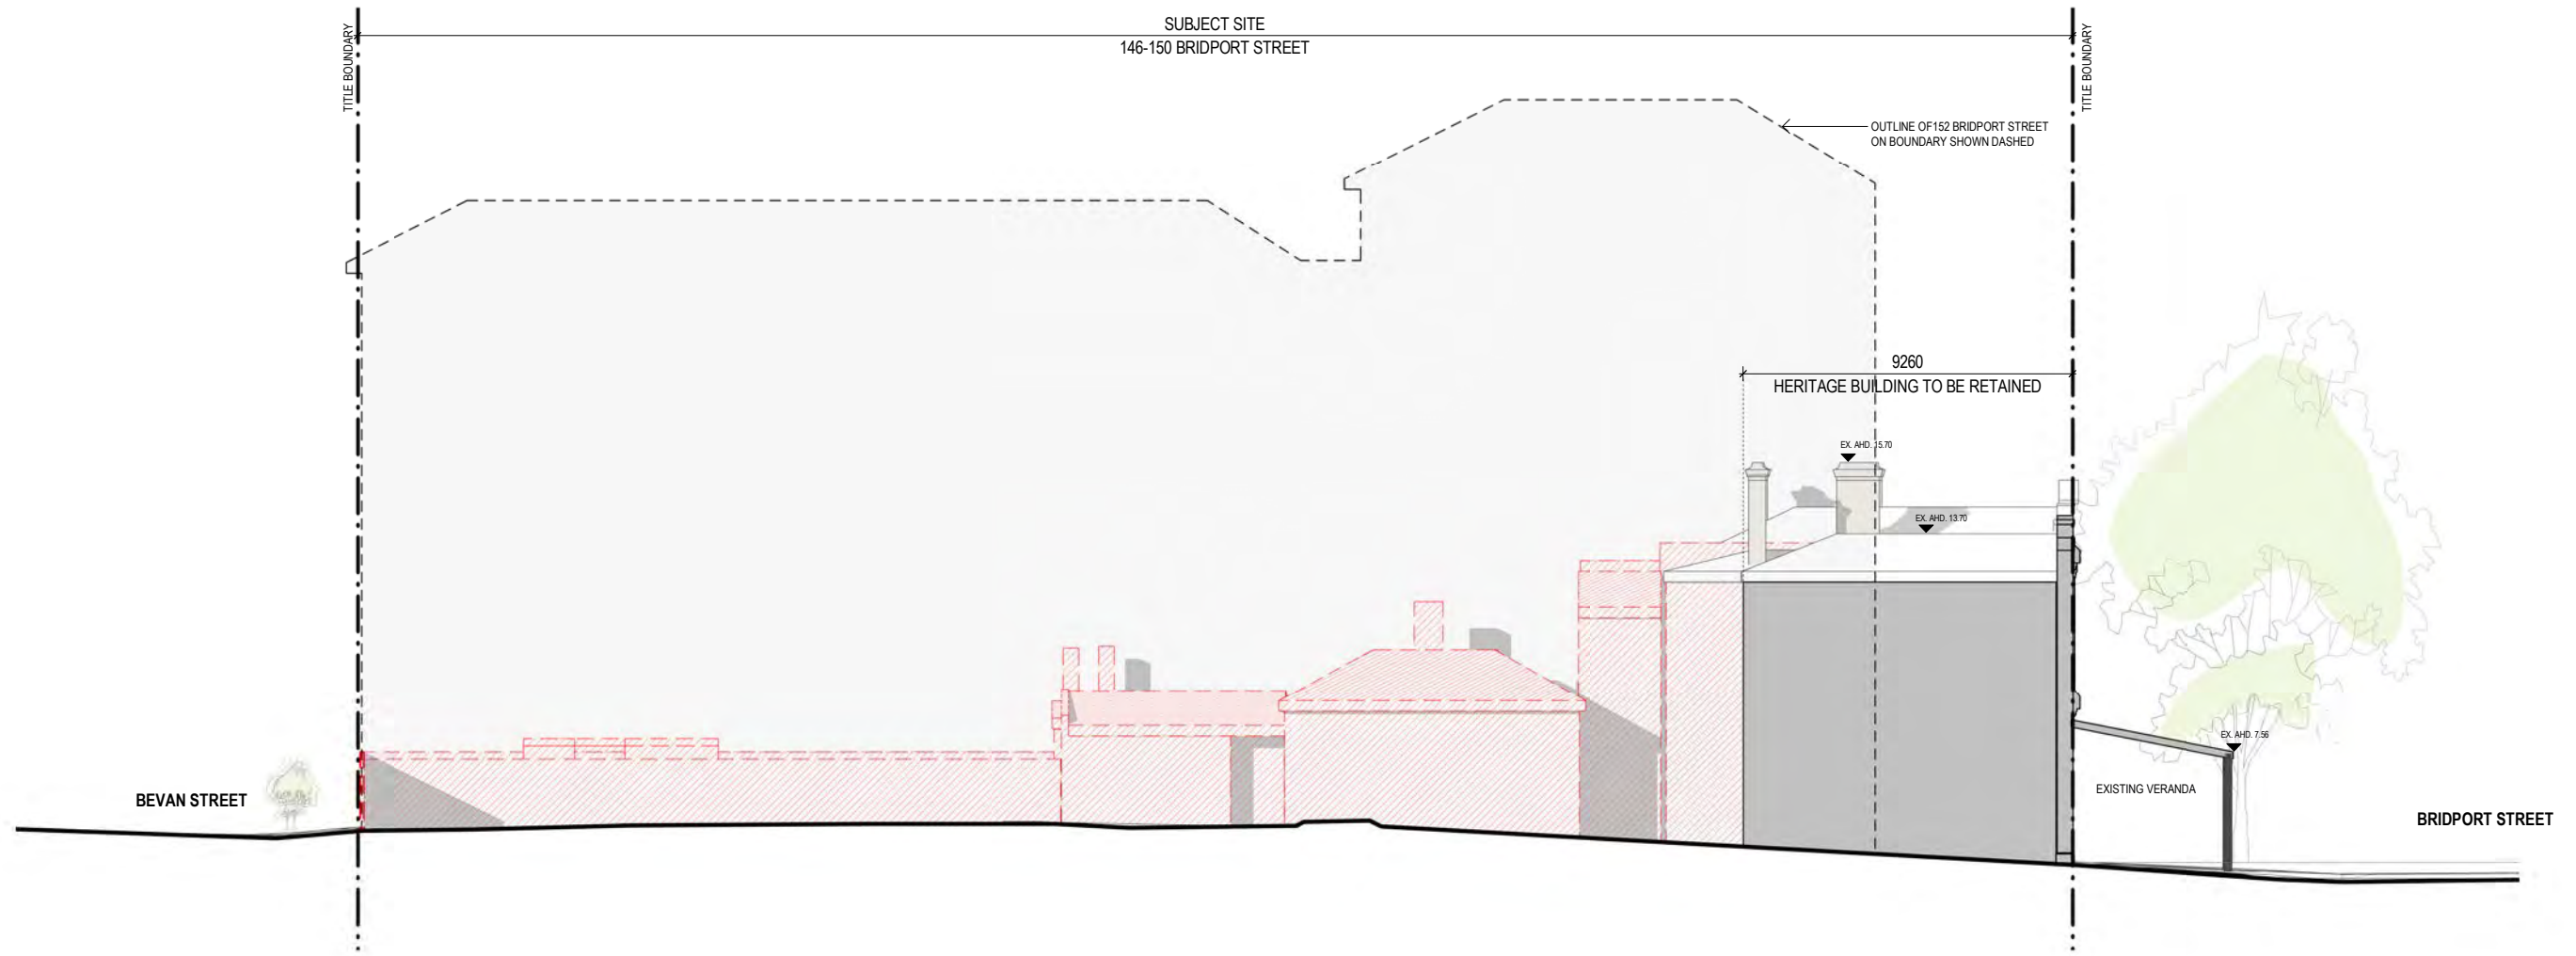 SUBJECT SITE
146-150 BRIDPORT STREET
TITLE BOUNDARY
TITLE BOUNDARY
OUTLINE OF152 BRIDPORT STREET
ON BOUNDARY SHOWN DASHED
9260
HERITAGE BUILDING TO BE RETAINED
EX. AHD. 15.70
EX. AHD. 13.70
EX. AHD. 7.56
EXISTING VERANDA
BEVAN STREET
BRIDPORT STREET